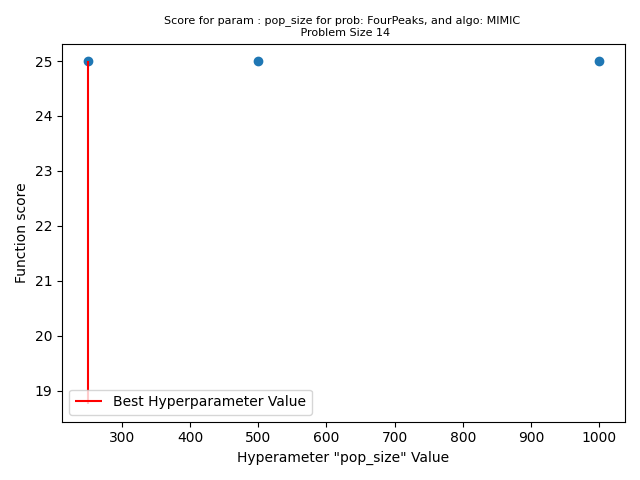 Score for param : pop_size for prob: FourPeaks, and algo: MIMIC
Problem Size 14
25
24
23
22
21
20
19
Function score
Best Hyperparameter Value
300 400 500 600 700 800 900 1000
Hyperameter "pop_size" Value